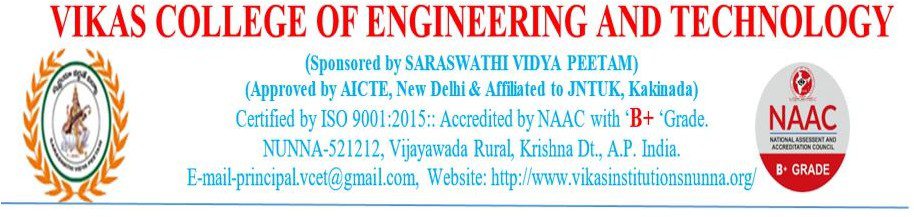 VIKAS COLLEGE OF ENGINEERING AND TECHNOLOGY
(Sponsored by SARASWATHI VIDYA PEETAM)
(Approved by AICTE, New Delhi & Affiliated to JNTUK, Kakinada)
Certified by ISO 9001:2015:: Accredited by NAAC with ‘B+ ‘Grade.
NUNNA-521212, Vijayawada Rural, Krishna Dt., A.P. India.
E-mail-principal.vcet@gmail.com, Website: http://www.vikasinstitutionsnunna.org/
NAAC
NATIONAL ASSESSMENT AND
ACCREDITATION COUNCIL
B+ GRADE